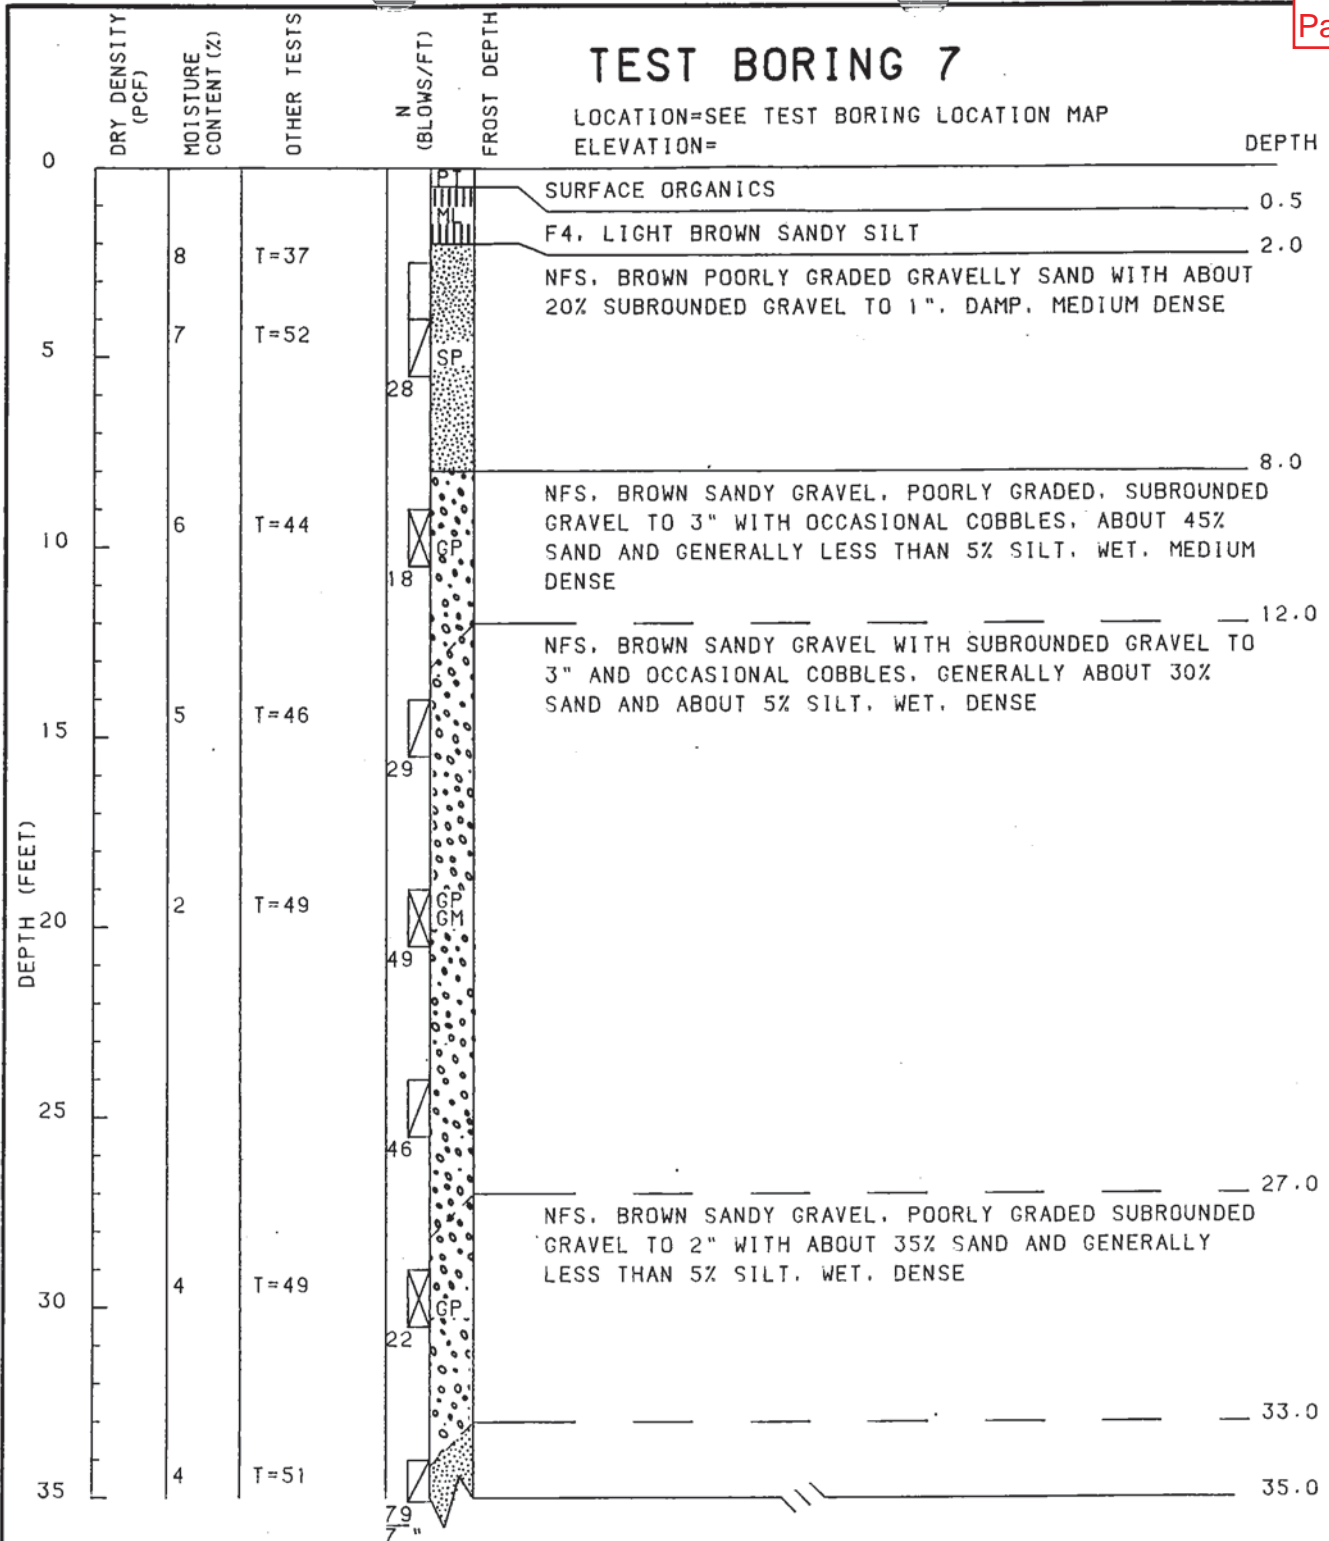 Pa
DRY DENSITY
(PCF)
MOISTURE
CONTENT (%)
OTHER TESTS
N
(BLOWS/FT)
FROST DEPTH
TEST BORING 7
LOCATION=SEE TEST BORING LOCATION MAP
ELEVATION=
DEPTH
0
PT
SURFACE ORGANICS
0.5
ML
F4, LIGHT BROWN SANDY SILT
2.0
8 T=37
NFS, BROWN POORLY GRADED GRAVELLY SAND WITH ABOUT
20% SUBROUNDED GRAVEL TO 1", DAMP, MEDIUM DENSE
7 T=52
5
SP
28
8.0
NFS, BROWN SANDY GRAVEL, POORLY GRADED, SUBROUNDED
GRAVEL TO 3" WITH OCCASIONAL COBBLES, ABOUT 45%
SAND AND GENERALLY LESS THAN 5% SILT, WET, MEDIUM
DENSE
6 T=44
10
GP
18
12.0
NFS, BROWN SANDY GRAVEL WITH SUBROUNDED GRAVEL TO
3" AND OCCASIONAL COBBLES, GENERALLY ABOUT 30%
SAND AND ABOUT 5% SILT, WET, DENSE
5 T=46
15
29
DEPTH (FEET)
2 T=49
GP
GM
20
49
25
46
27.0
NFS, BROWN SANDY GRAVEL, POORLY GRADED SUBROUNDED
GRAVEL TO 2" WITH ABOUT 35% SAND AND GENERALLY
LESS THAN 5% SILT, WET, DENSE
4 T=49
30
GP
22
33.0
4 T=51
35
35.0
79
7"